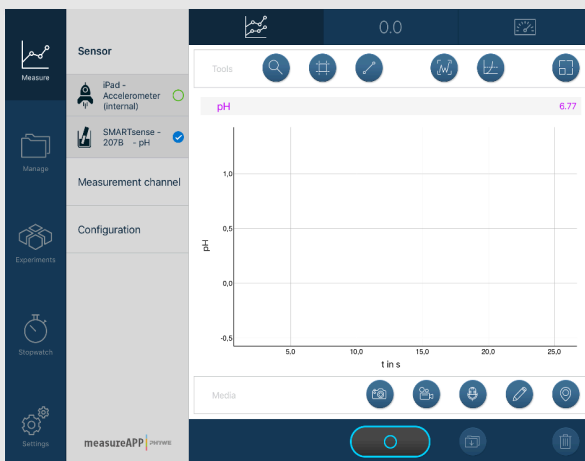 0.0
Measure
Manage
Experiments
Stopwatch
Settings
Sensor
iPad -
Accelerometer
(internal)
SMARTsense -
207B - pH
Measurement channel
Configuration
measureAPP PHYWE
Tools
pH 6.77
pH
1,0
0,5
0,0
-0,5
5,0 10,0 15,0 20,0 25,0
t in s
Media